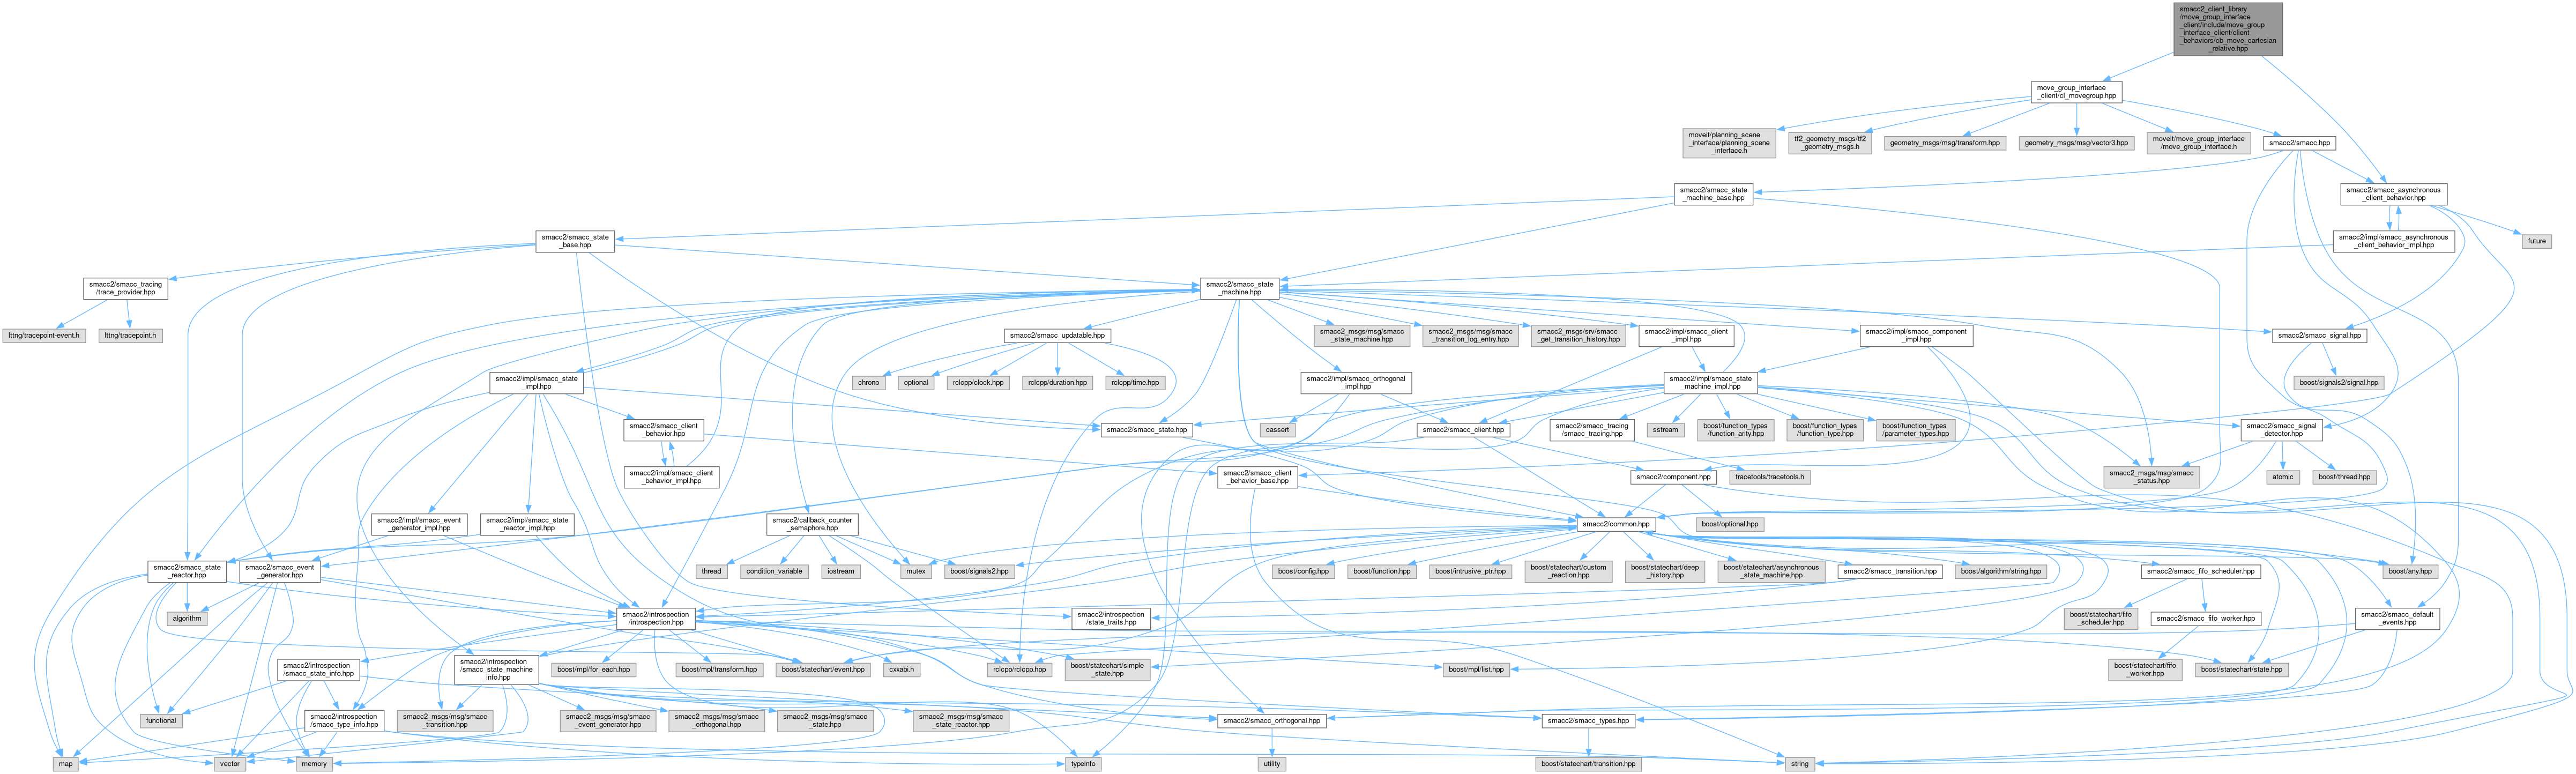 smacc2_client_library
/move_group_interface
_client/include/move_group
_interface_client/client
_behaviors/cb_move_cartesian
_relative.hpp
move_group_interface
_client/cl_movegroup.hpp
moveit/planning_scene
_interface/planning_scene
_interface.h
tf2_geometry_msgs/tf2
_geometry_msgs.h
geometry_msgs/msg/transform.hpp
geometry_msgs/msg/vector3.hpp
moveit/move_group_interface
/move_group_interface.h
smacc2/smacc.hpp
smacc2/smacc_state
_machine_base.hpp
smacc2/smacc_asynchronous
_client_behavior.hpp
smacc2/smacc_state
_base.hpp
smacc2/impl/smacc_asynchronous
_client_behavior_impl.hpp
future
smacc2/smacc_tracing
/trace_provider.hpp
smacc2/smacc_state
_machine.hpp
lttng/tracepoint-event.h
lttng/tracepoint.h
smacc2/smacc_updatable.hpp
smacc2_msgs/msg/smacc
_state_machine.hpp
smacc2_msgs/msg/smacc
_transition_log_entry.hpp
smacc2_msgs/srv/smacc
_get_transition_history.hpp
smacc2/impl/smacc_client
_impl.hpp
smacc2/impl/smacc_component
_impl.hpp
smacc2/smacc_signal.hpp
smacc2/impl/smacc_state
_impl.hpp
chrono
optional
rclcpp/clock.hpp
rclcpp/duration.hpp
rclcpp/time.hpp
smacc2/impl/smacc_orthogonal
_impl.hpp
smacc2/impl/smacc_state
_machine_impl.hpp
boost/signals2/signal.hpp
smacc2/smacc_client
_behavior.hpp
smacc2/smacc_state.hpp
cassert
smacc2/smacc_client.hpp
smacc2/smacc_tracing
/smacc_tracing.hpp
sstream
boost/function_types
/function_arity.hpp
boost/function_types
/function_type.hpp
boost/function_types
/parameter_types.hpp
smacc2/smacc_signal
_detector.hpp
smacc2/impl/smacc_client
_behavior_impl.hpp
smacc2/smacc_client
_behavior_base.hpp
smacc2/component.hpp
tracetools/tracetools.h
smacc2_msgs/msg/smacc
_status.hpp
atomic
boost/thread.hpp
smacc2/impl/smacc_event
_generator_impl.hpp
smacc2/impl/smacc_state
_reactor_impl.hpp
smacc2/callback_counter
_semaphore.hpp
smacc2/common.hpp
boost/optional.hpp
smacc2/smacc_state
_reactor.hpp
smacc2/smacc_event
_generator.hpp
thread
condition_variable
iostream
mutex
boost/signals2.hpp
boost/config.hpp
boost/function.hpp
boost/intrusive_ptr.hpp
boost/statechart/custom
_reaction.hpp
boost/statechart/deep
_history.hpp
boost/statechart/asynchronous
_state_machine.hpp
smacc2/smacc_transition.hpp
boost/algorithm/string.hpp
smacc2/smacc_fifo_scheduler.hpp
boost/any.hpp
algorithm
smacc2/introspection
/introspection.hpp
smacc2/introspection
/state_traits.hpp
boost/statechart/fifo
_scheduler.hpp
smacc2/smacc_fifo_worker.hpp
smacc2/smacc_default
_events.hpp
smacc2/introspection
/smacc_state_info.hpp
smacc2/introspection
/smacc_state_machine
_info.hpp
boost/mpl/for_each.hpp
boost/mpl/transform.hpp
boost/statechart/event.hpp
cxxabi.h
rclcpp/rclcpp.hpp
boost/statechart/simple
_state.hpp
boost/mpl/list.hpp
boost/statechart/fifo
_worker.hpp
boost/statechart/state.hpp
functional
smacc2/introspection
/smacc_type_info.hpp
smacc2_msgs/msg/smacc
_transition.hpp
smacc2_msgs/msg/smacc
_event_generator.hpp
smacc2_msgs/msg/smacc
_orthogonal.hpp
smacc2_msgs/msg/smacc
_state.hpp
smacc2_msgs/msg/smacc
_state_reactor.hpp
smacc2/smacc_orthogonal.hpp
smacc2/smacc_types.hpp
map
vector
memory
typeinfo
utility
boost/statechart/transition.hpp
string